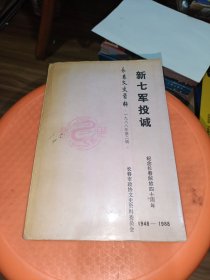 新七军投诚
长春文史资料
一九八八年第二辑
纪念长春解放四十周年
1948—1988
长春市政协文史资料委员会